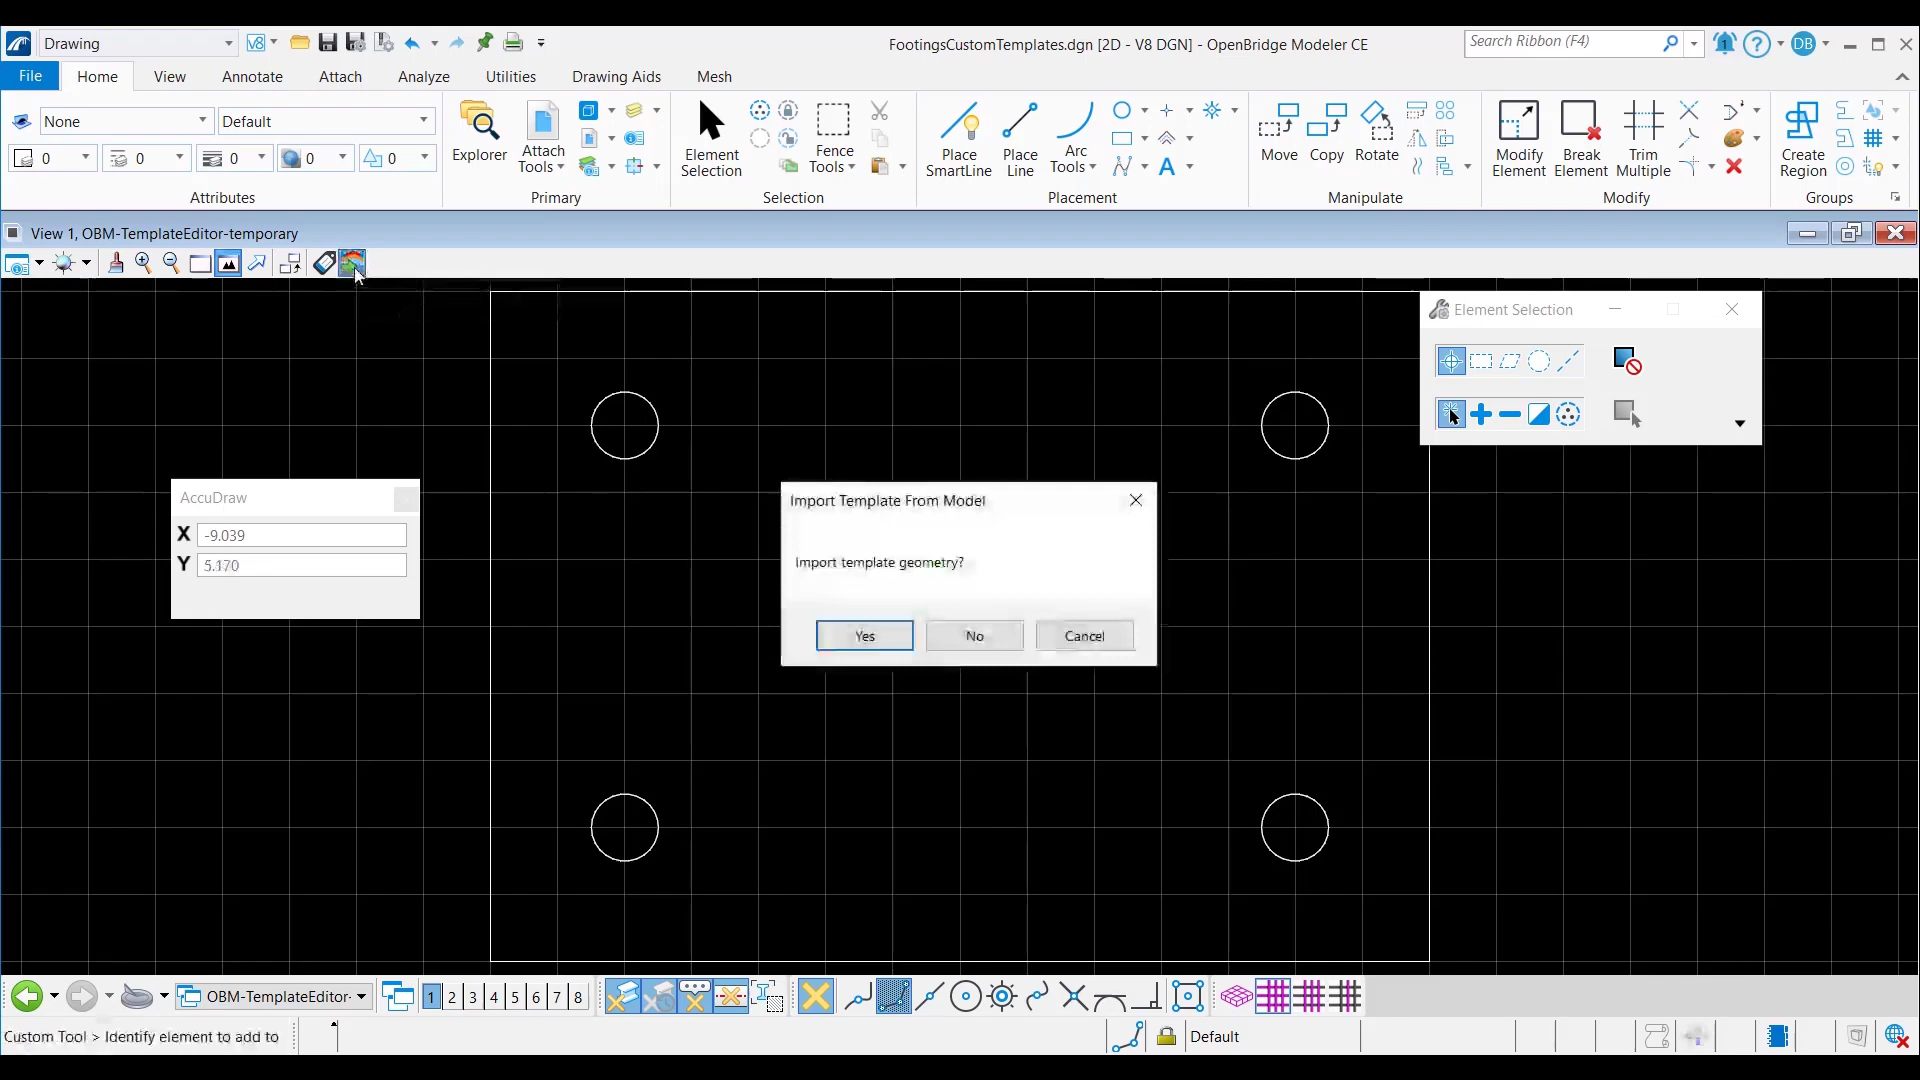 Drawing
FootingsCustomTemplates.dgn [2D - V8 DGN] - OpenBridge Modeler CE
Search Ribbon (F4)
DB
File
Home
View
Annotate
Attach
Analyze
Utilities
Drawing Aids
Mesh
None
Default
0
0
0
0
0
Attributes
Explorer
Attach
Tools
Primary
Element
Selection
Fence
Tools
Selection
Place
SmartLine
Place
Line
Arc
Tools
Placement
Move
Copy
Rotate
Manipulate
Modify
Element
Break
Element
Trim
Multiple
Modify
Create
Region
Groups
View 1, OBM-TemplateEditor-temporary
Element Selection
AccuDraw
X
-9.039
Y
5.170
Import Template From Model
Import template geometry?
Yes
No
Cancel
OBM-TemplateEditor-
1 2 3 4 5 6 7 8
Custom Tool > Identify element to add to
Default